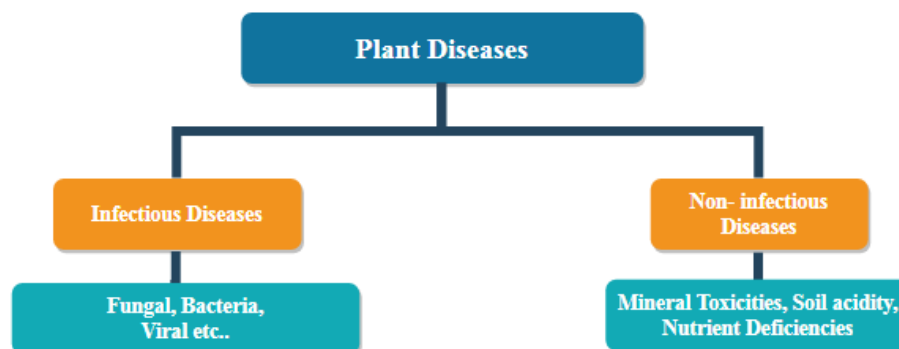 Plant Diseases
Infectious Diseases
Non- infectious
Diseases
Fungal, Bacteria,
Viral etc..
Mineral Toxicities, Soil acidity,
Nutrient Deficiencies